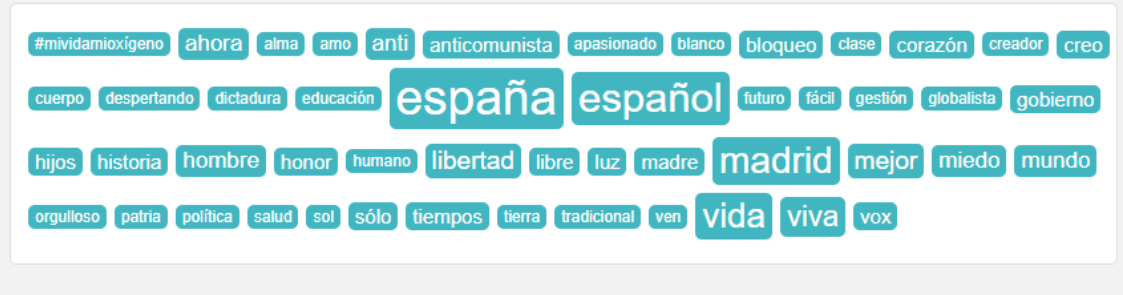 #mividamioxígeno ahora alma amo anti anticomunista apasionado blanco bloqueo clase corazón creador creo
cuerpo despertando dictadura educación españa español futuro fácil gestión globalista gobierno
hijos historia hombre honor humano libertad libre luz madre madrid mejor miedo mundo
orgulloso patria política salud sol sólo tiempos tierra tradicional ven vida viva vox